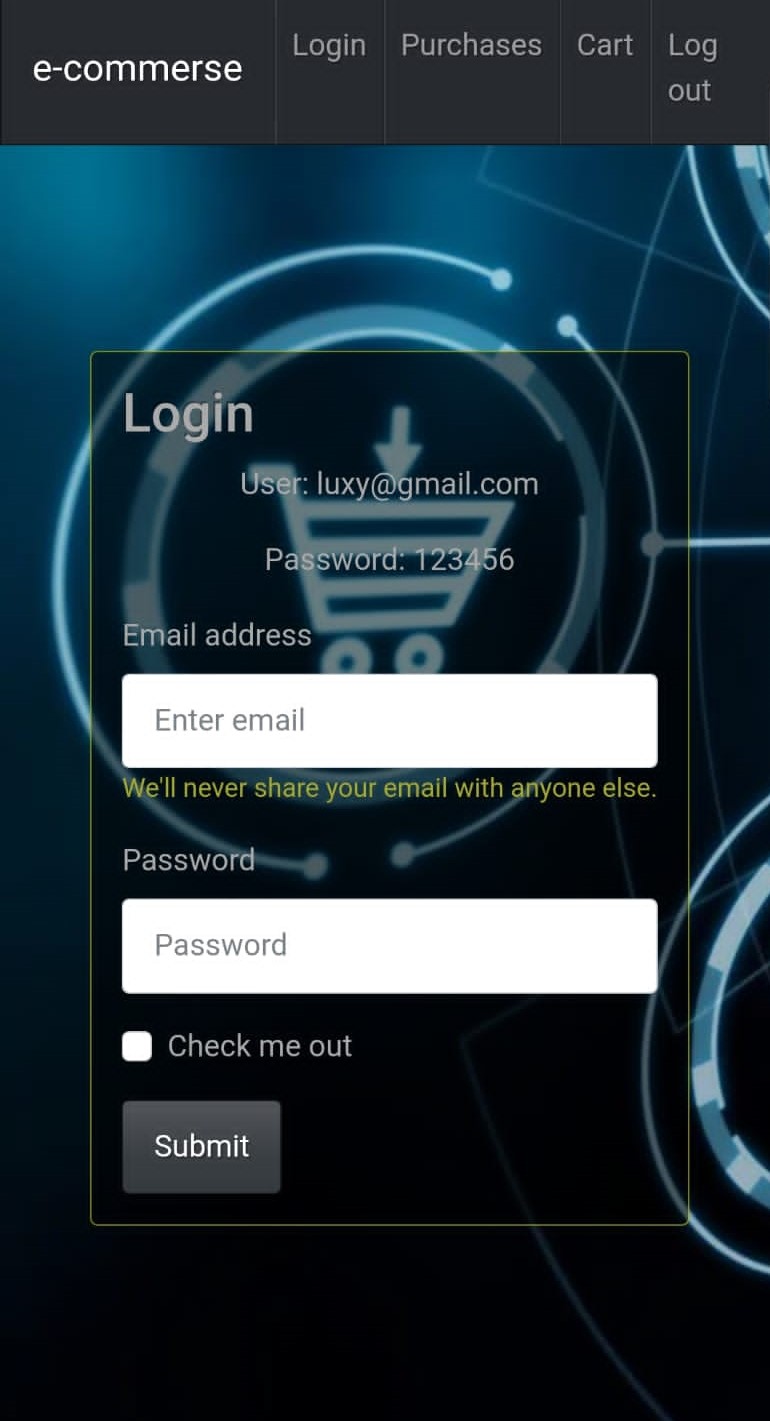 e-commerse
Login
Purchases
Cart
Log
out
Login
User: luxy@gmail.com
Password: 123456
Email address
Enter email
We'll never share your email with anyone else.
Password
Password
Check me out
Submit